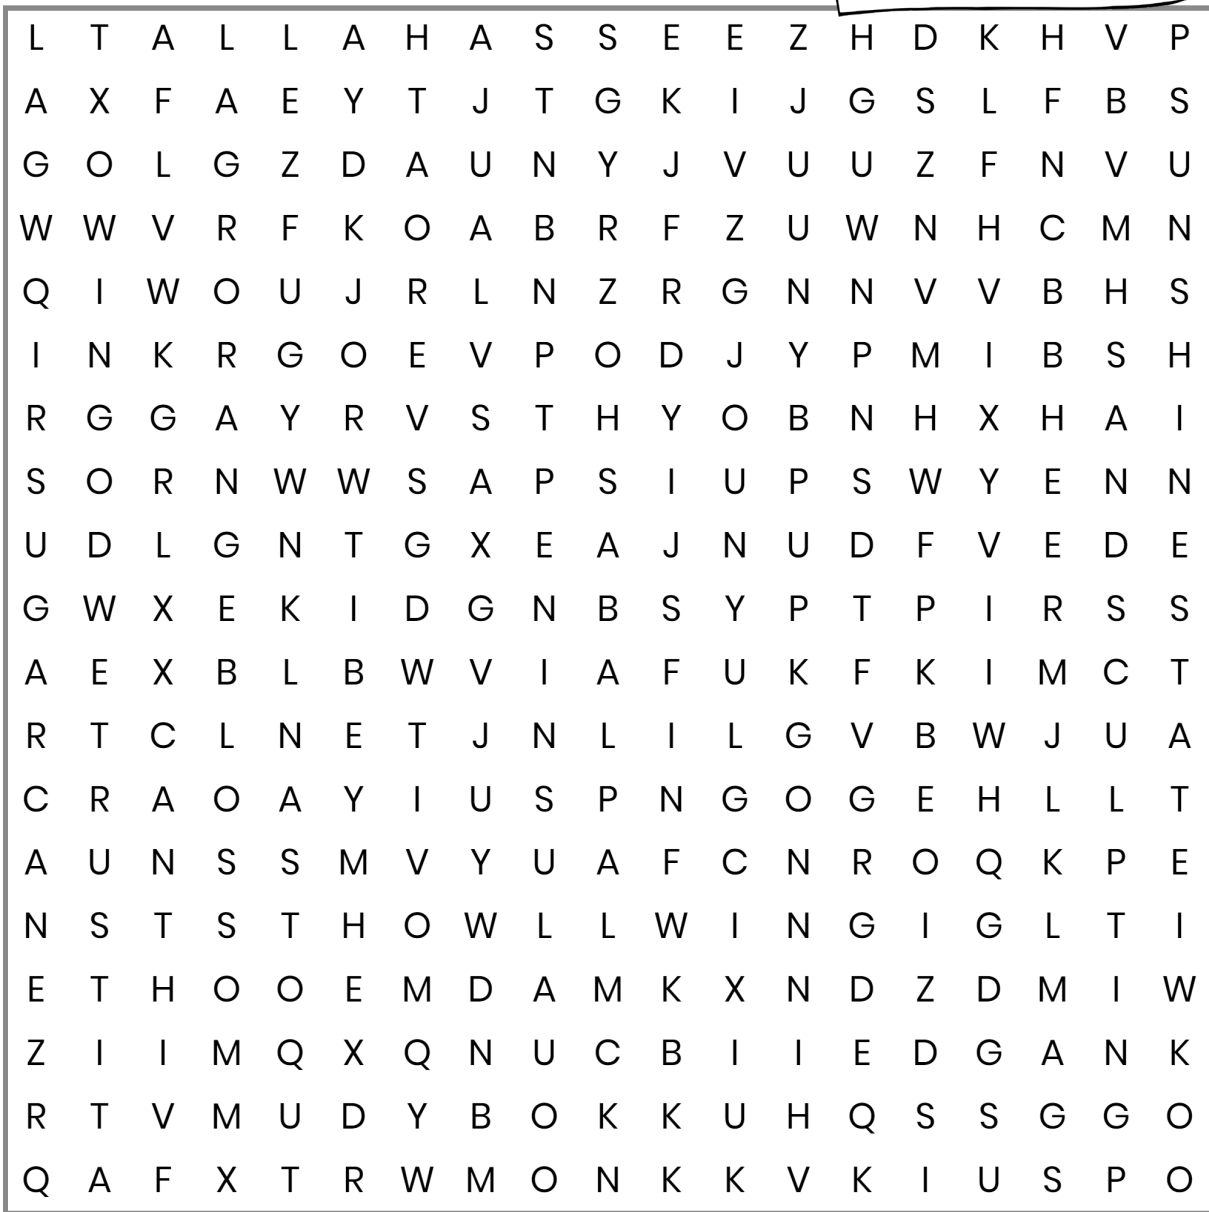 L T A L L A H A S S E E Z H D K H V P
A X F A E Y T J T G K I J G S L F B S
G O L G Z D A U N Y J V U U Z F N V U
W W V R F K O A B R F Z U W N H C M N
Q I W O U J R L N Z R G N N V V B H S
I N K R G O E V P O D J Y P M I B S H
R G G A Y R V S T H Y O B N H X H A I
S O R N W W S A P S I U P S W Y E N N
U D L G N T G X E A J N U D F V E D E
G W X E K I D G N B S Y P T P I R S S
A E X B L B W V I A F U K F K I M C T
R T C L N E T J N L I L G V B W J U A
C R A O A Y I U S P N G O G E H L L T
A U N S S M V Y U A F C N R O Q K P E
N S T S T H O W L L W I N G I G L T I
E T H O O E M D A M K X N D Z D M I W
Z I I M Q X Q N U C B I I E D G A N K
R T V M U D Y B O K K U H Q S S G G O
Q A F X T R W M O N K K V K I U S P O